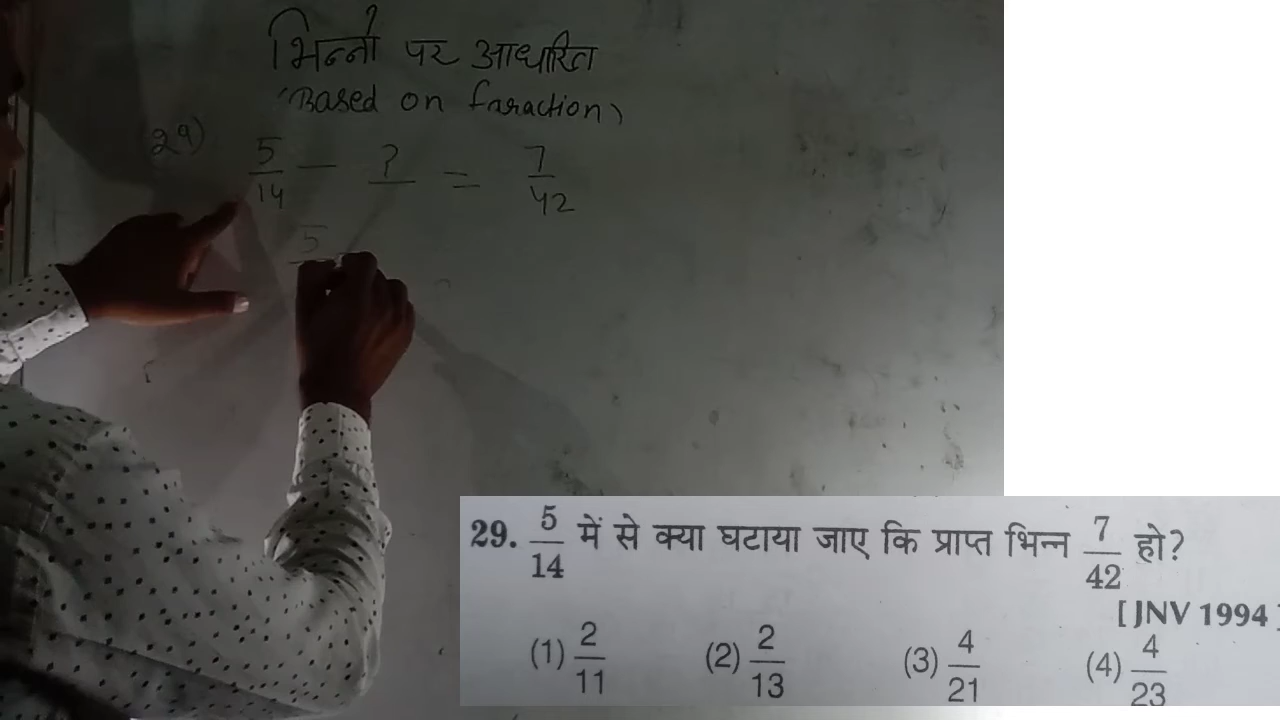 भिन्नों पर आधारित
(Based on faraction)
29) 5/14 - ? = 7/42
5
29. 5/14 में से क्या घटाया जाए कि प्राप्त भिन्न 7/42 हो?
[JNV 1994]
(1) 2/11 (2) 2/13 (3) 4/21 (4) 4/23